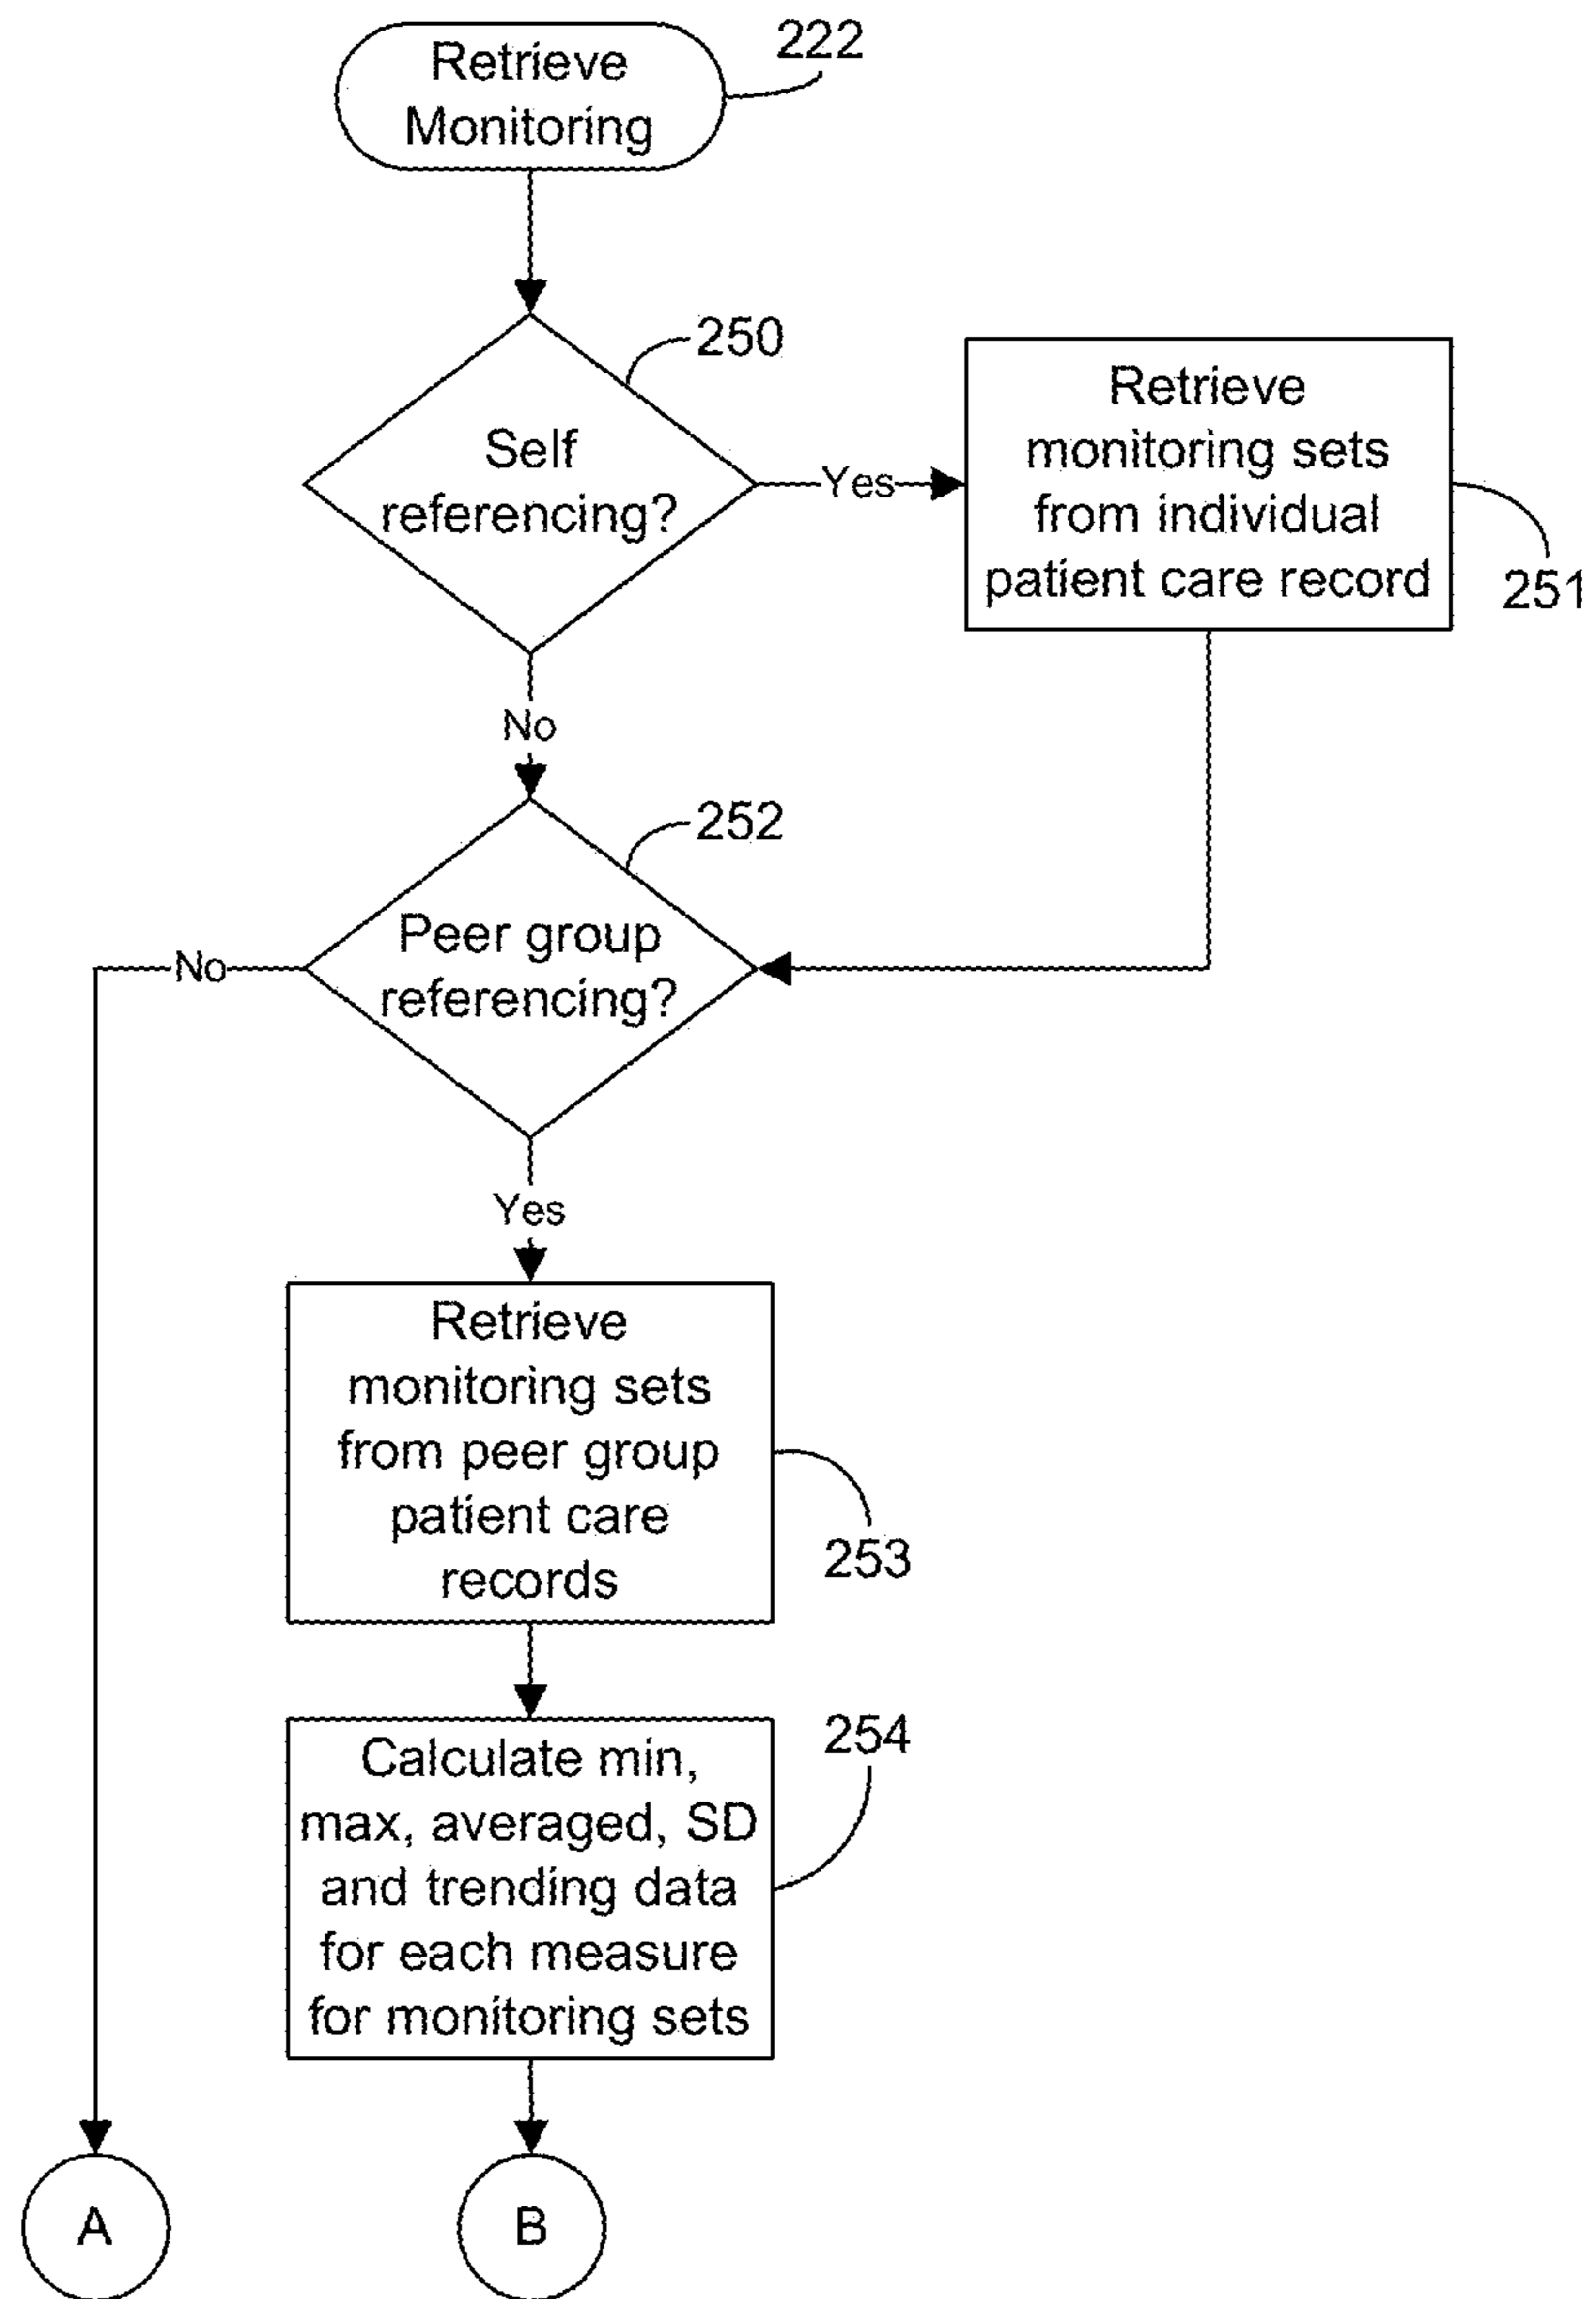 Retrieve
Monitoring
222
250
Self
referencing?
Yes
Retrieve
monitoring sets
from individual
patient care record
251
No
252
Peer group
referencing?
No
Yes
Retrieve
monitoring sets
from peer group
patient care
records
253
254
Calculate min,
max, averaged, SD
and trending data
for each measure
for monitoring sets
A
B